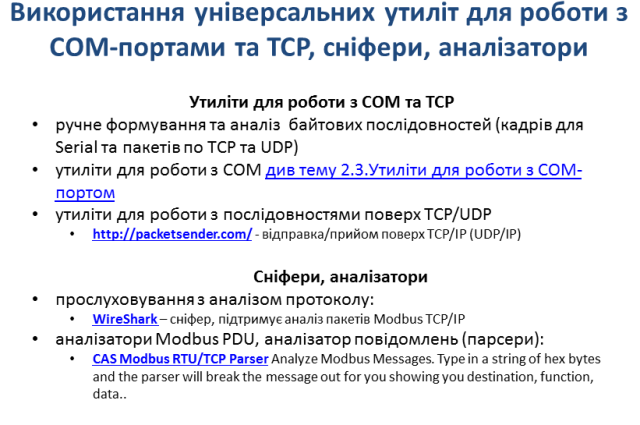 Використання універсальних утиліт для роботи з
COM-портами та TCP, сніфери, аналізатори
Утиліти для роботи з COM та TCP
• ручне формування та аналіз байтових послідовностей (кадрів для
Serial та пакетів по TCP та UDP)
• утиліти для роботи з COM див тему 2.3.Утиліти для роботи з COM-
портом
• утиліти для роботи з послідовностями поверх TCP/UDP
• http://packetsender.com/ - відправка/прийом поверх TCP/IP (UDP/IP)
Сніфери, аналізатори
• прослуховування з аналізом протоколу:
• WireShark – сніфер, підтримує аналіз пакетів Modbus TCP/IP
• аналізатори Modbus PDU, аналізатор повідомлень (парсери):
• CAS Modbus RTU/TCP Parser Analyze Modbus Messages. Type in a string of hex bytes
and the parser will break the message out for you showing you destination, function,
data..